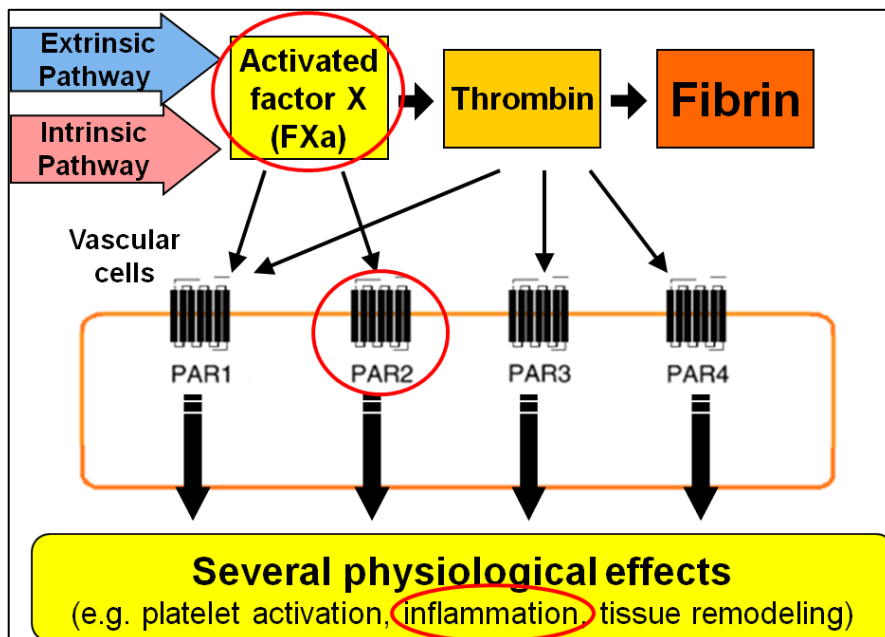 Extrinsic
Pathway
Intrinsic
Pathway
Activated
factor X
(FXa)
Thrombin
Fibrin
Vascular
cells
PAR1
PAR2
PAR3
PAR4
Several physiological effects
(e.g. platelet activation, inflammation, tissue remodeling)